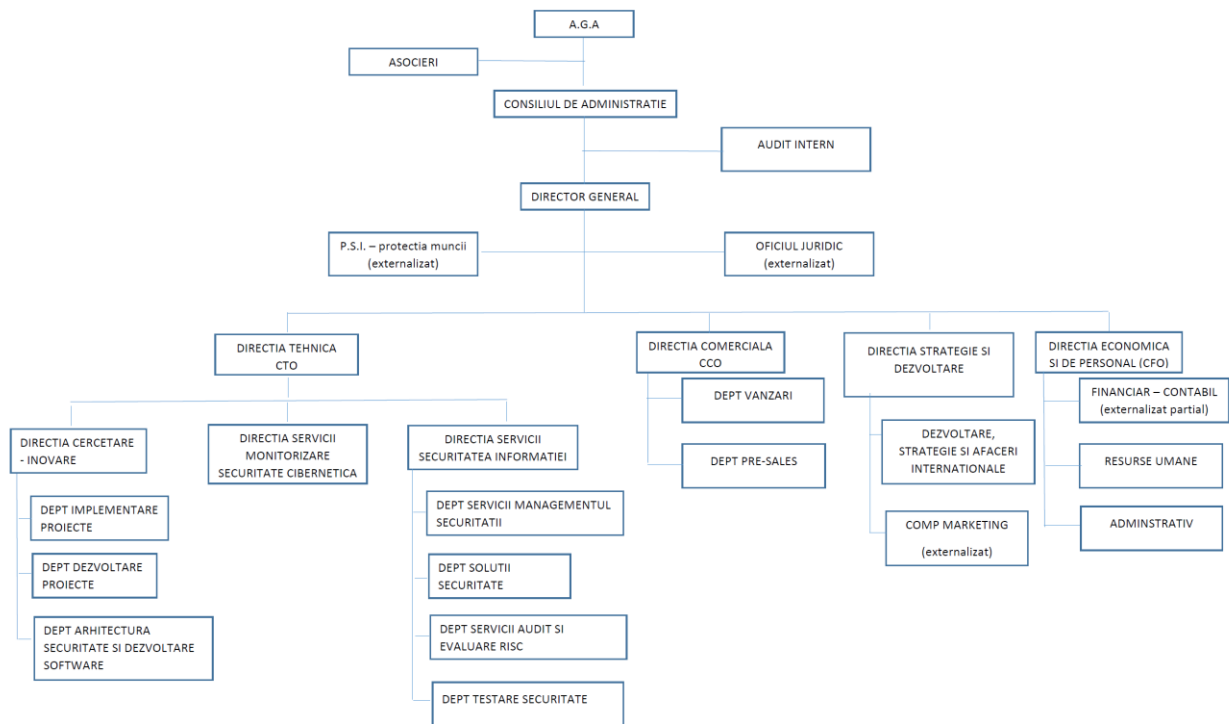 A.G.A
ASOCIERI
CONSILIUL DE ADMINISTRATIE
AUDIT INTERN
DIRECTOR GENERAL
P.S.I. – protectia muncii
(externalizat)
OFICIUL JURIDIC
(externalizat)
DIRECTIA TEHNICA
CTO
DIRECTIA COMERCIALA
CCO
DIRECTIA STRATEGIE SI
DEZVOLTARE
DIRECTIA ECONOMICA
SI DE PERSONAL (CFO)
DEPT VANZARI
DEPT PRE-SALES
DEZVOLTARE,
STRATEGIE SI AFACERI
INTERNATIONALE
COMP MARKETING
(externalizat)
FINANCIAR – CONTABIL
(externalizat partial)
RESURSE UMANE
ADMINSTRATIV
DIRECTIA CERCETARE
- INOVARE
DIRECTIA SERVICII
MONITORIZARE
SECURITATE CIBERNETICA
DIRECTIA SERVICII
SECURITATEA INFORMATIEI
DEPT IMPLEMENTARE
PROIECTE
DEPT DEZVOLTARE
PROIECTE
DEPT ARHITECTURA
SECURITATE SI DEZVOLTARE
SOFTWARE
DEPT SERVICII MANAGEMENTUL
SECURITATII
DEPT SOLUTII
SECURITATE
DEPT SERVICII AUDIT SI
EVALUARE RISC
DEPT TESTARE SECURITATE